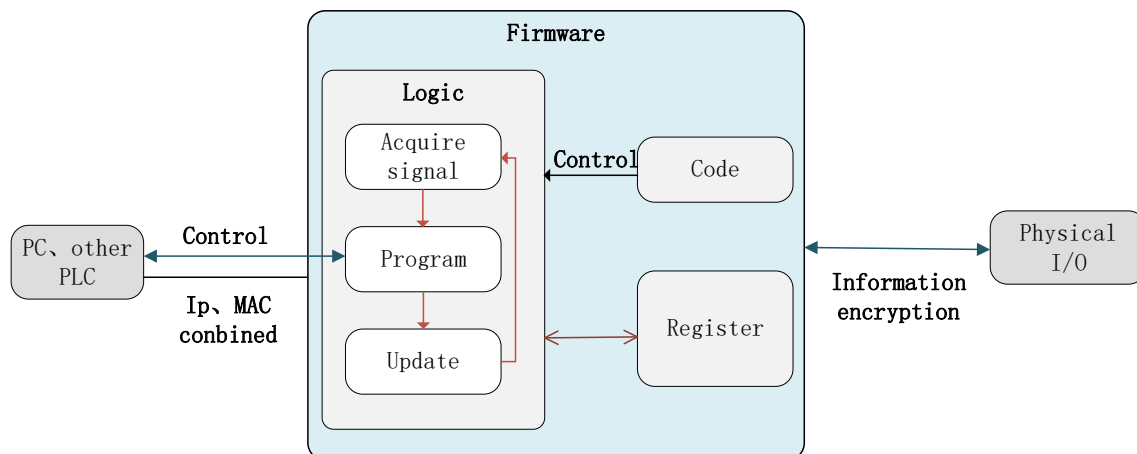 Firmware
Logic
Acquire
signal
Control
Code
Control
PC、other
PLC
Program
Physical
I/O
Ip、MAC
conbined
Information
encryption
Register
Update